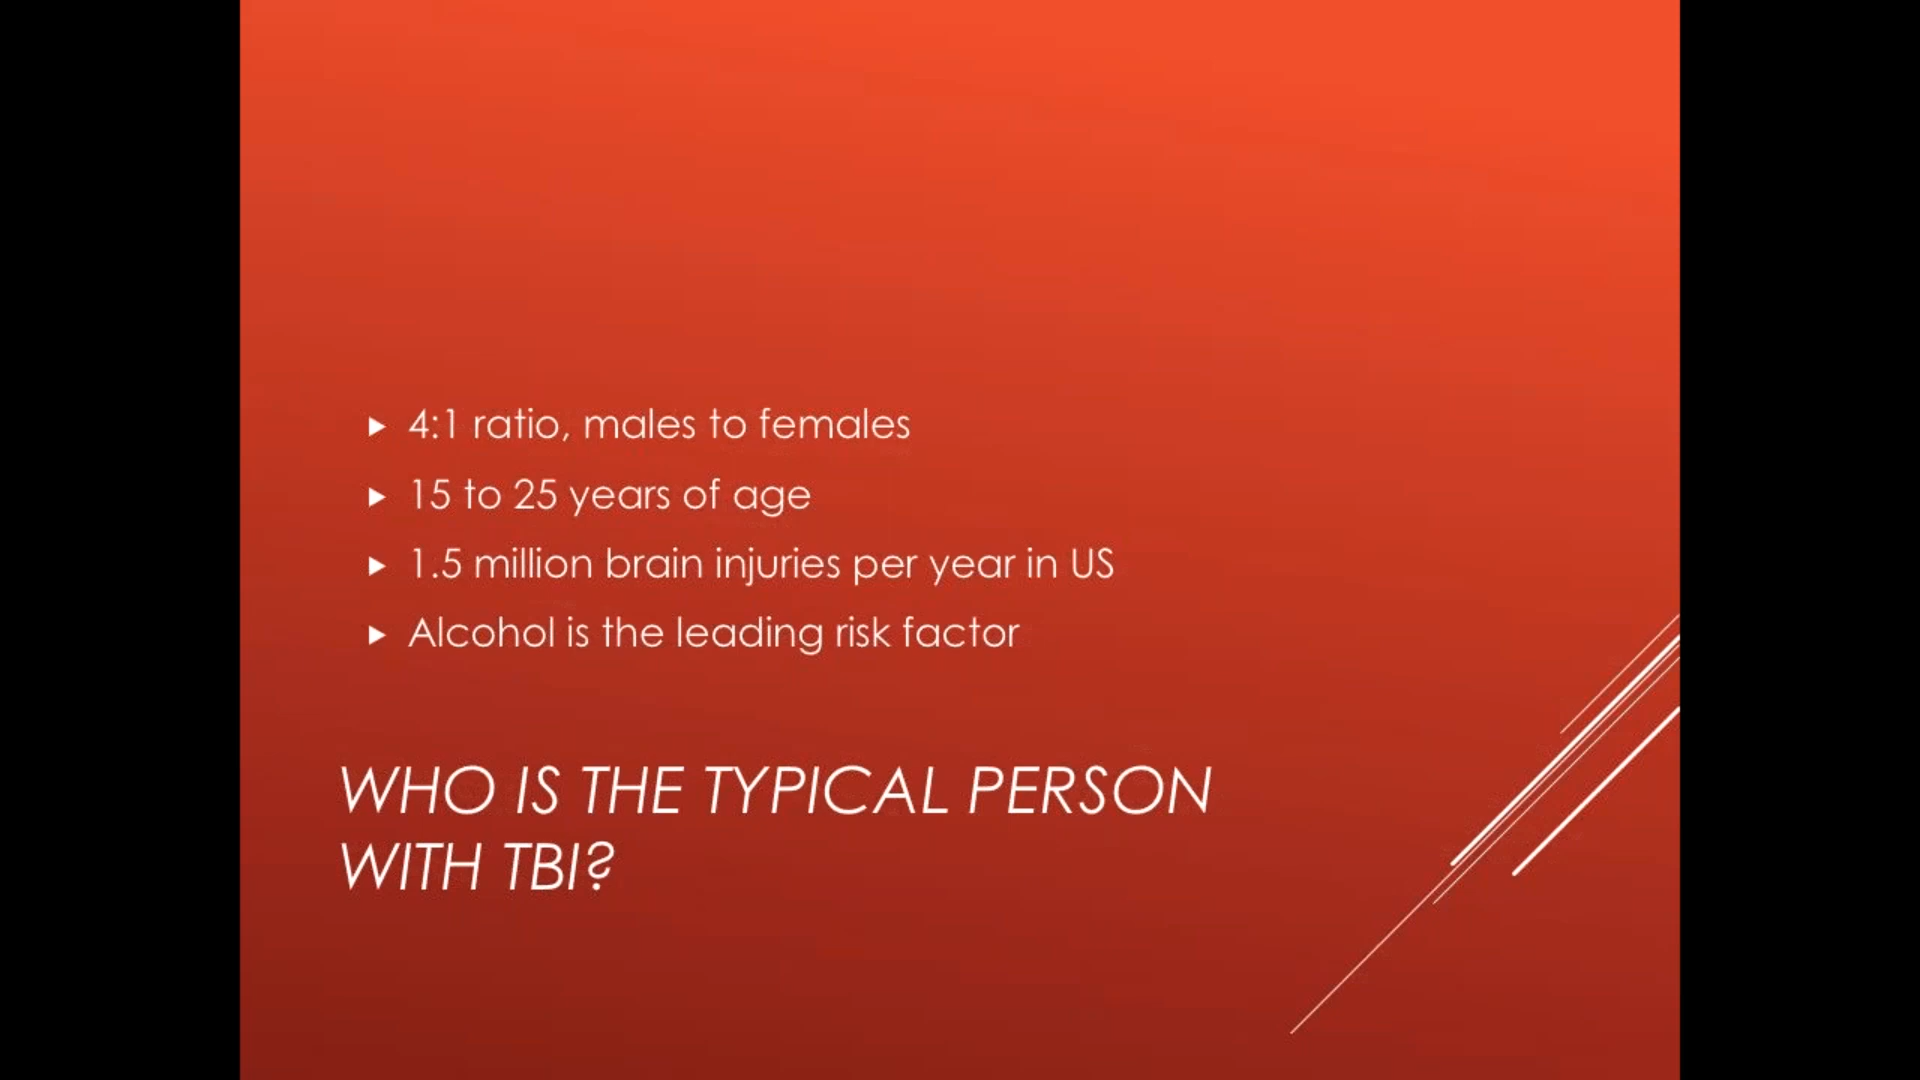 4:1 ratio, males to females
15 to 25 years of age
1.5 million brain injuries per year in US
Alcohol is the leading risk factor
WHO IS THE TYPICAL PERSON
WITH TBI?